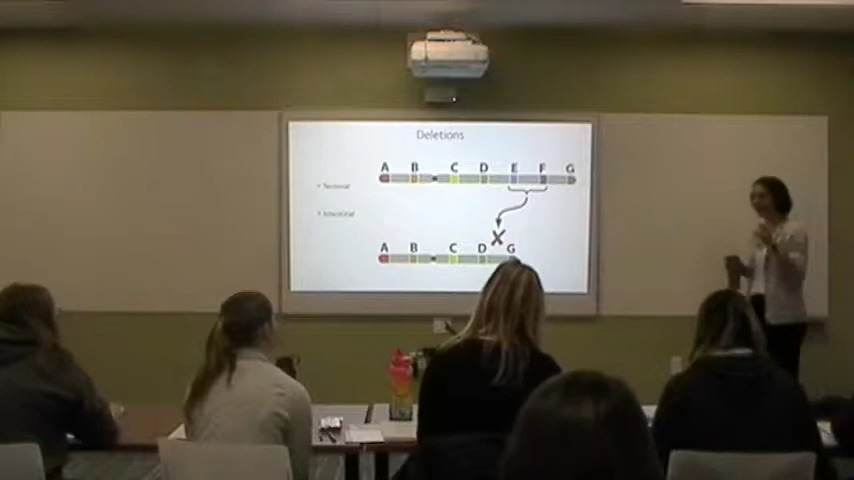 Deletions
A B C D E F G
• Terminal
• Interstitial
X
A B C D G